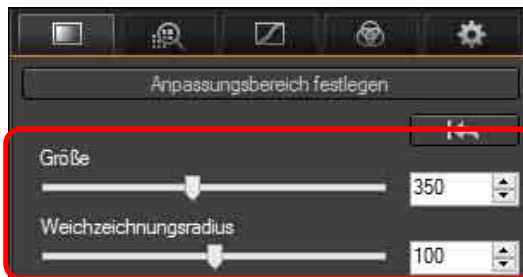 Anpassungsbereich festlegen
Größe
350
Weichzeichnungsradius
100